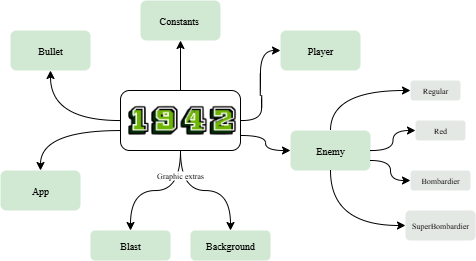 Constants
Bullet
Player
Regular
1942
Red
Enemy
Graphic extras
Bombardier
App
SuperBombardier
Blast
Background